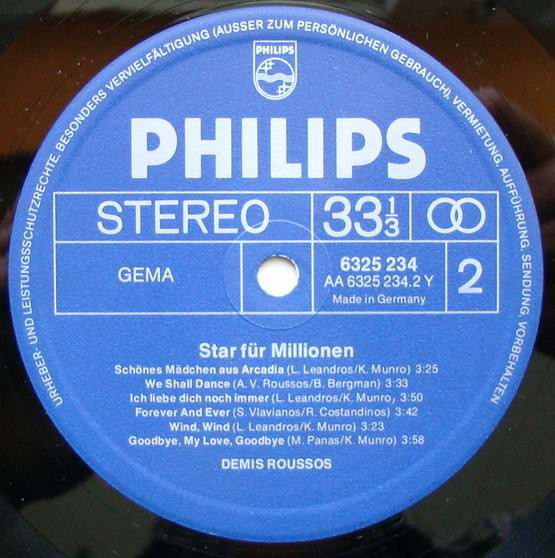 URHEBER- UND LEISTUNGSSCHUTZRECHTE, BESONDERS VERVIELFÄLTIGUNG (AUSSER ZUM PERSÖNLICHEN GEBRAUCH), VERMIETUNG, AUFFÜHRUNG, SENDUNG, VORBEHALTEN
PHILIPS
PHILIPS
STEREO 33 1/3
GEMA
6325 234
AA 6325 234.2 Y
Made in Germany
2
Star für Millionen
Schönes Mädchen aus Arcadia (L. Leandros/K. Munro) 3:25
We Shall Dance (A. V. Roussos/B. Bergman) 3:33
Ich liebe dich noch immer (L. Leandros/K. Munro, 3:50
Forever And Ever (S. Vlavianos/R. Costandinos) 3:42
Wind, Wind (L. Leandros/K. Munro) 3:23
Goodbye, My Love, Goodbye (M. Panas/K. Munro) 3:58
DEMIS ROUSSOS